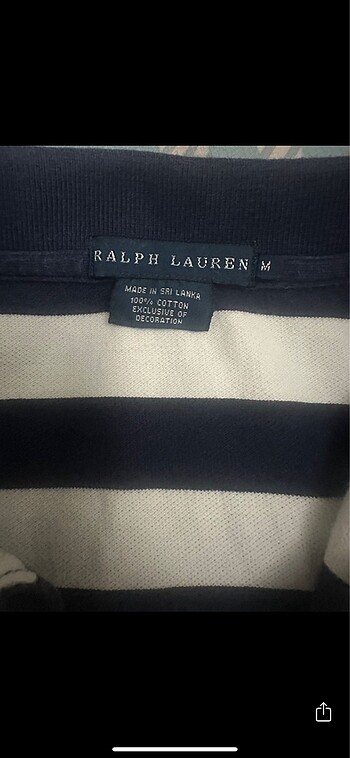 RALPH LAUREN M
MADE IN SRI LANKA
100% COTTON
EXCLUSIVE OF
DECORATION